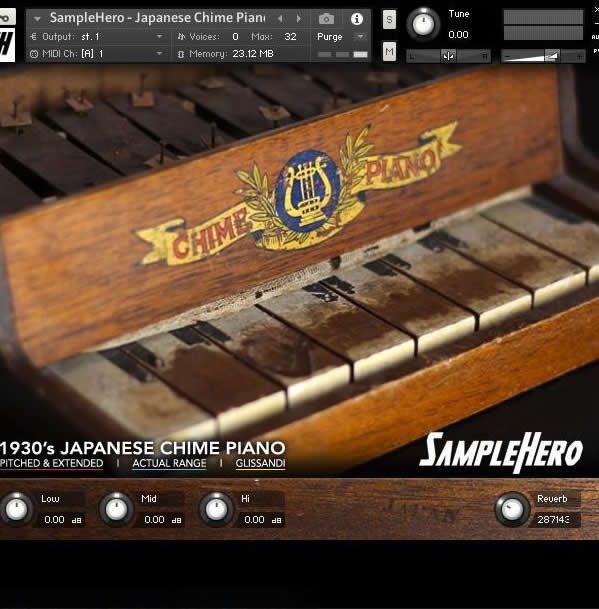 SampleHero - Japanese Chime Pian
Output: st. 1
Voices: 0 Max: 32
Purge
MIDI Ch: [A] 1
Memory: 23.12 MB
S
M
Tune
0.00
L
R
CHIME PIANO
1930's JAPANESE CHIME PIANO
PITCHED & EXTENDED | ACTUAL RANGE | GLISSANDI
SAMPLEHERO
Low
0.00 dB
Mid
0.00 dB
Hi
0.00 dB
JAPAN
Reverb